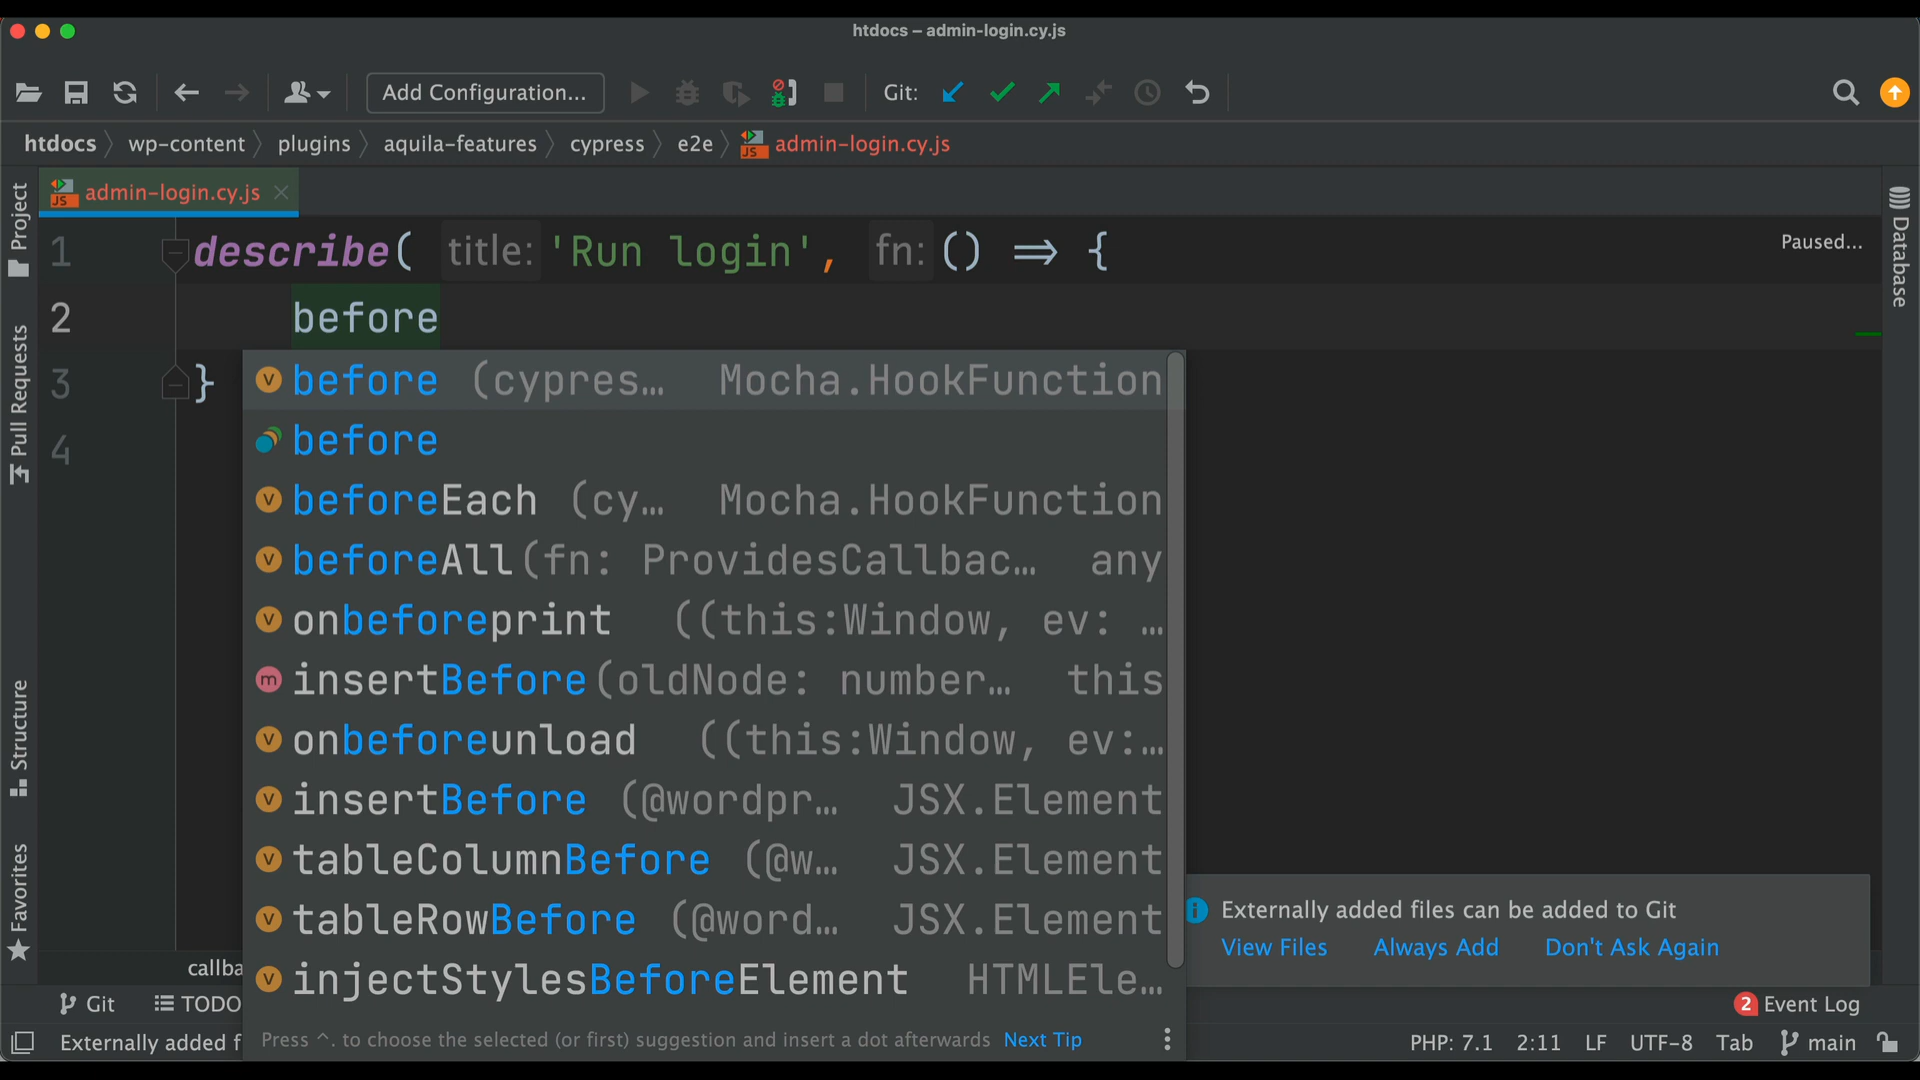 htdocs – admin-login.cy.js
Add Configuration...
Git:
htdocs
wp-content
plugins
aquila-features
cypress
e2e
admin-login.cy.js
admin-login.cy.js
Project
Pull Requests
Structure
Favorites
Database
Paused...
1 describe( title: 'Run login', fn: () => {
2 before
3 }
4
before (cypres… Mocha.HookFunction
before
beforeEach (cy… Mocha.HookFunction
beforeAll(fn: ProvidesCallbac… any
onbeforeprint ((this:Window, ev: …
insertBefore(oldNode: number… this
onbeforeunload ((this:Window, ev:…
insertBefore (@wordpr… JSX.Element
tableColumnBefore (@w… JSX.Element
tableRowBefore (@word… JSX.Element
injectStylesBeforeElement HTMLEle…
Press ^. to choose the selected (or first) suggestion and insert a dot afterwards Next Tip
Externally added files can be added to Git
View Files Always Add Don't Ask Again
callba
Git
TODO
2 Event Log
Externally added f
PHP: 7.1 2:11 LF UTF-8 Tab main